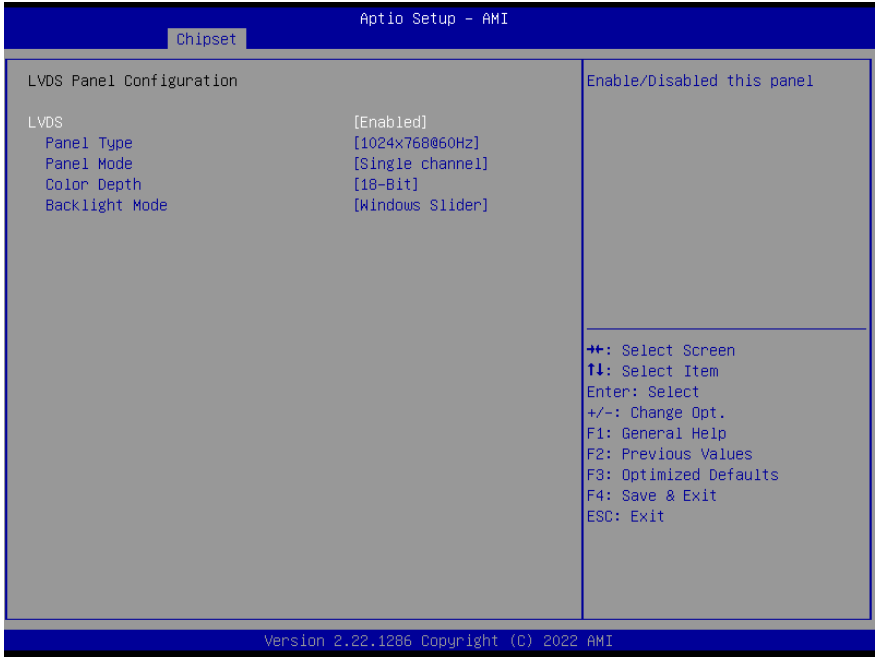 Aptio Setup - AMI
Chipset
LVDS Panel Configuration
LVDS [Enabled]
Panel Type [1024x768@60Hz]
Panel Mode [Single channel]
Color Depth [18-Bit]
Backlight Mode [Windows Slider]
Enable/Disabled this panel
→←: Select Screen
↑↓: Select Item
Enter: Select
+/-: Change Opt.
F1: General Help
F2: Previous Values
F3: Optimized Defaults
F4: Save & Exit
ESC: Exit
Version 2.22.1286 Copyright (C) 2022 AMI